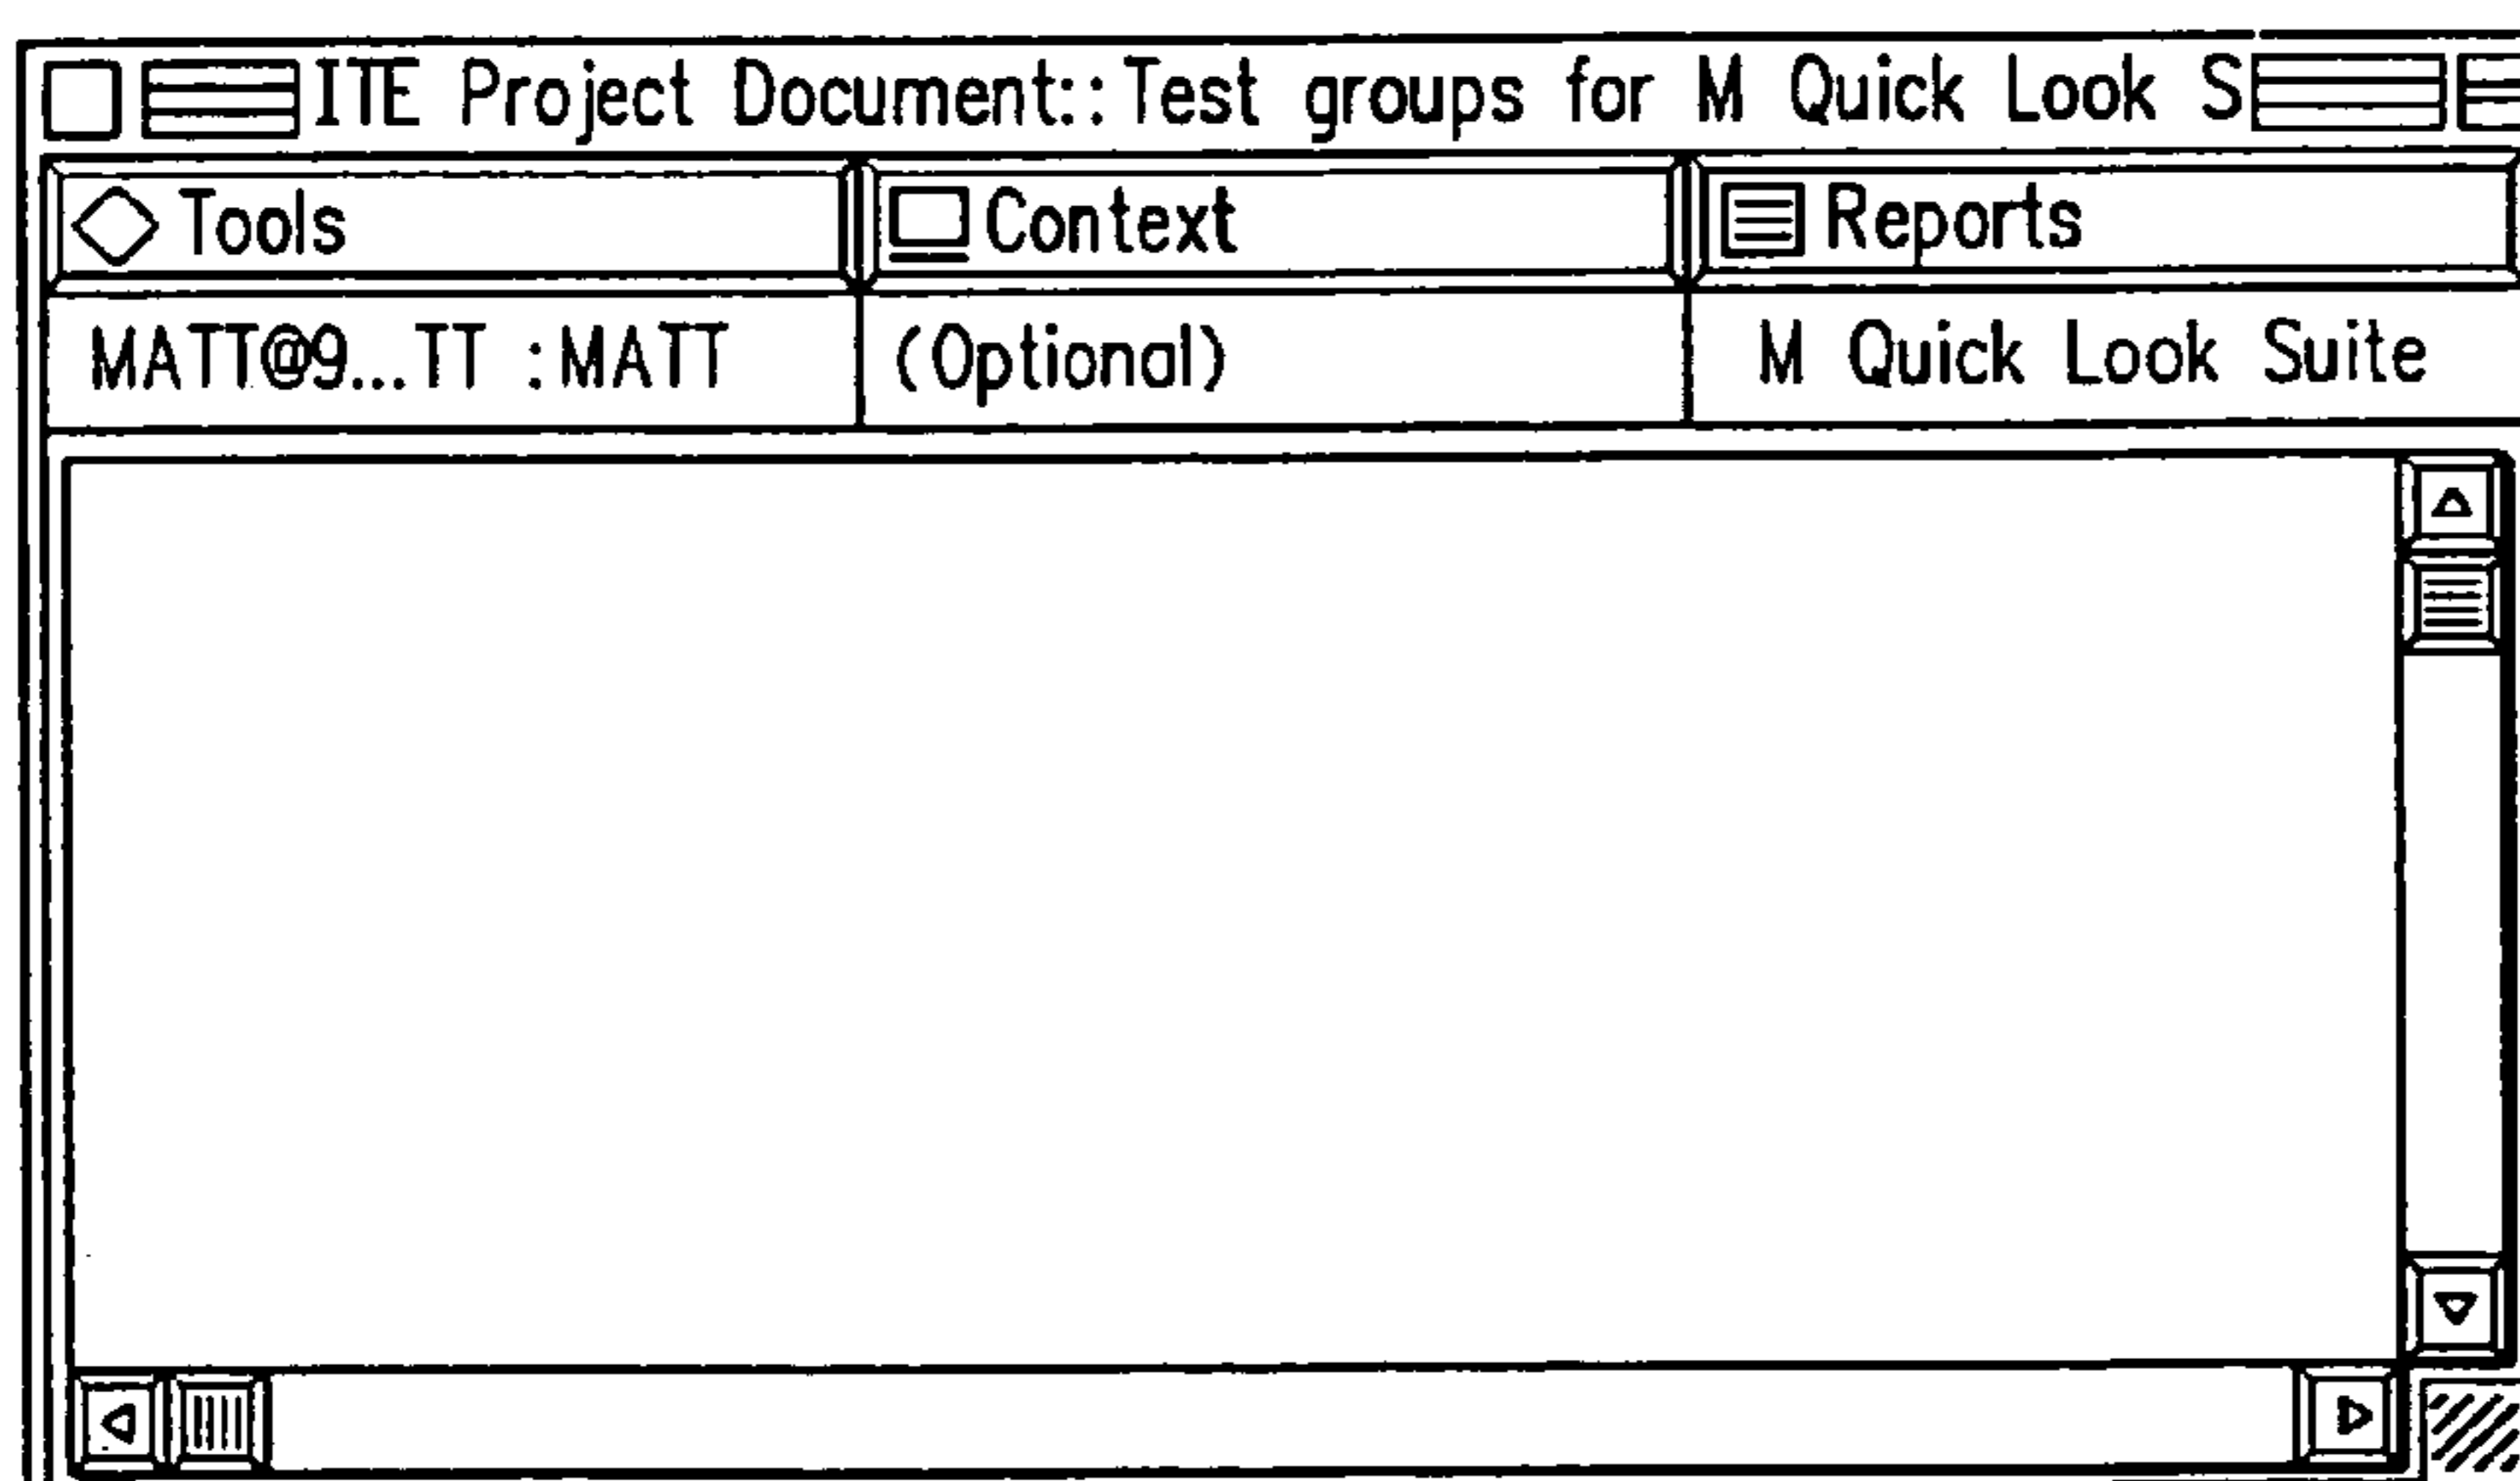 ITE Project Document::Test groups for M Quick Look S
Tools Context Reports
MATT@9...TT :MATT (Optional) M Quick Look Suite